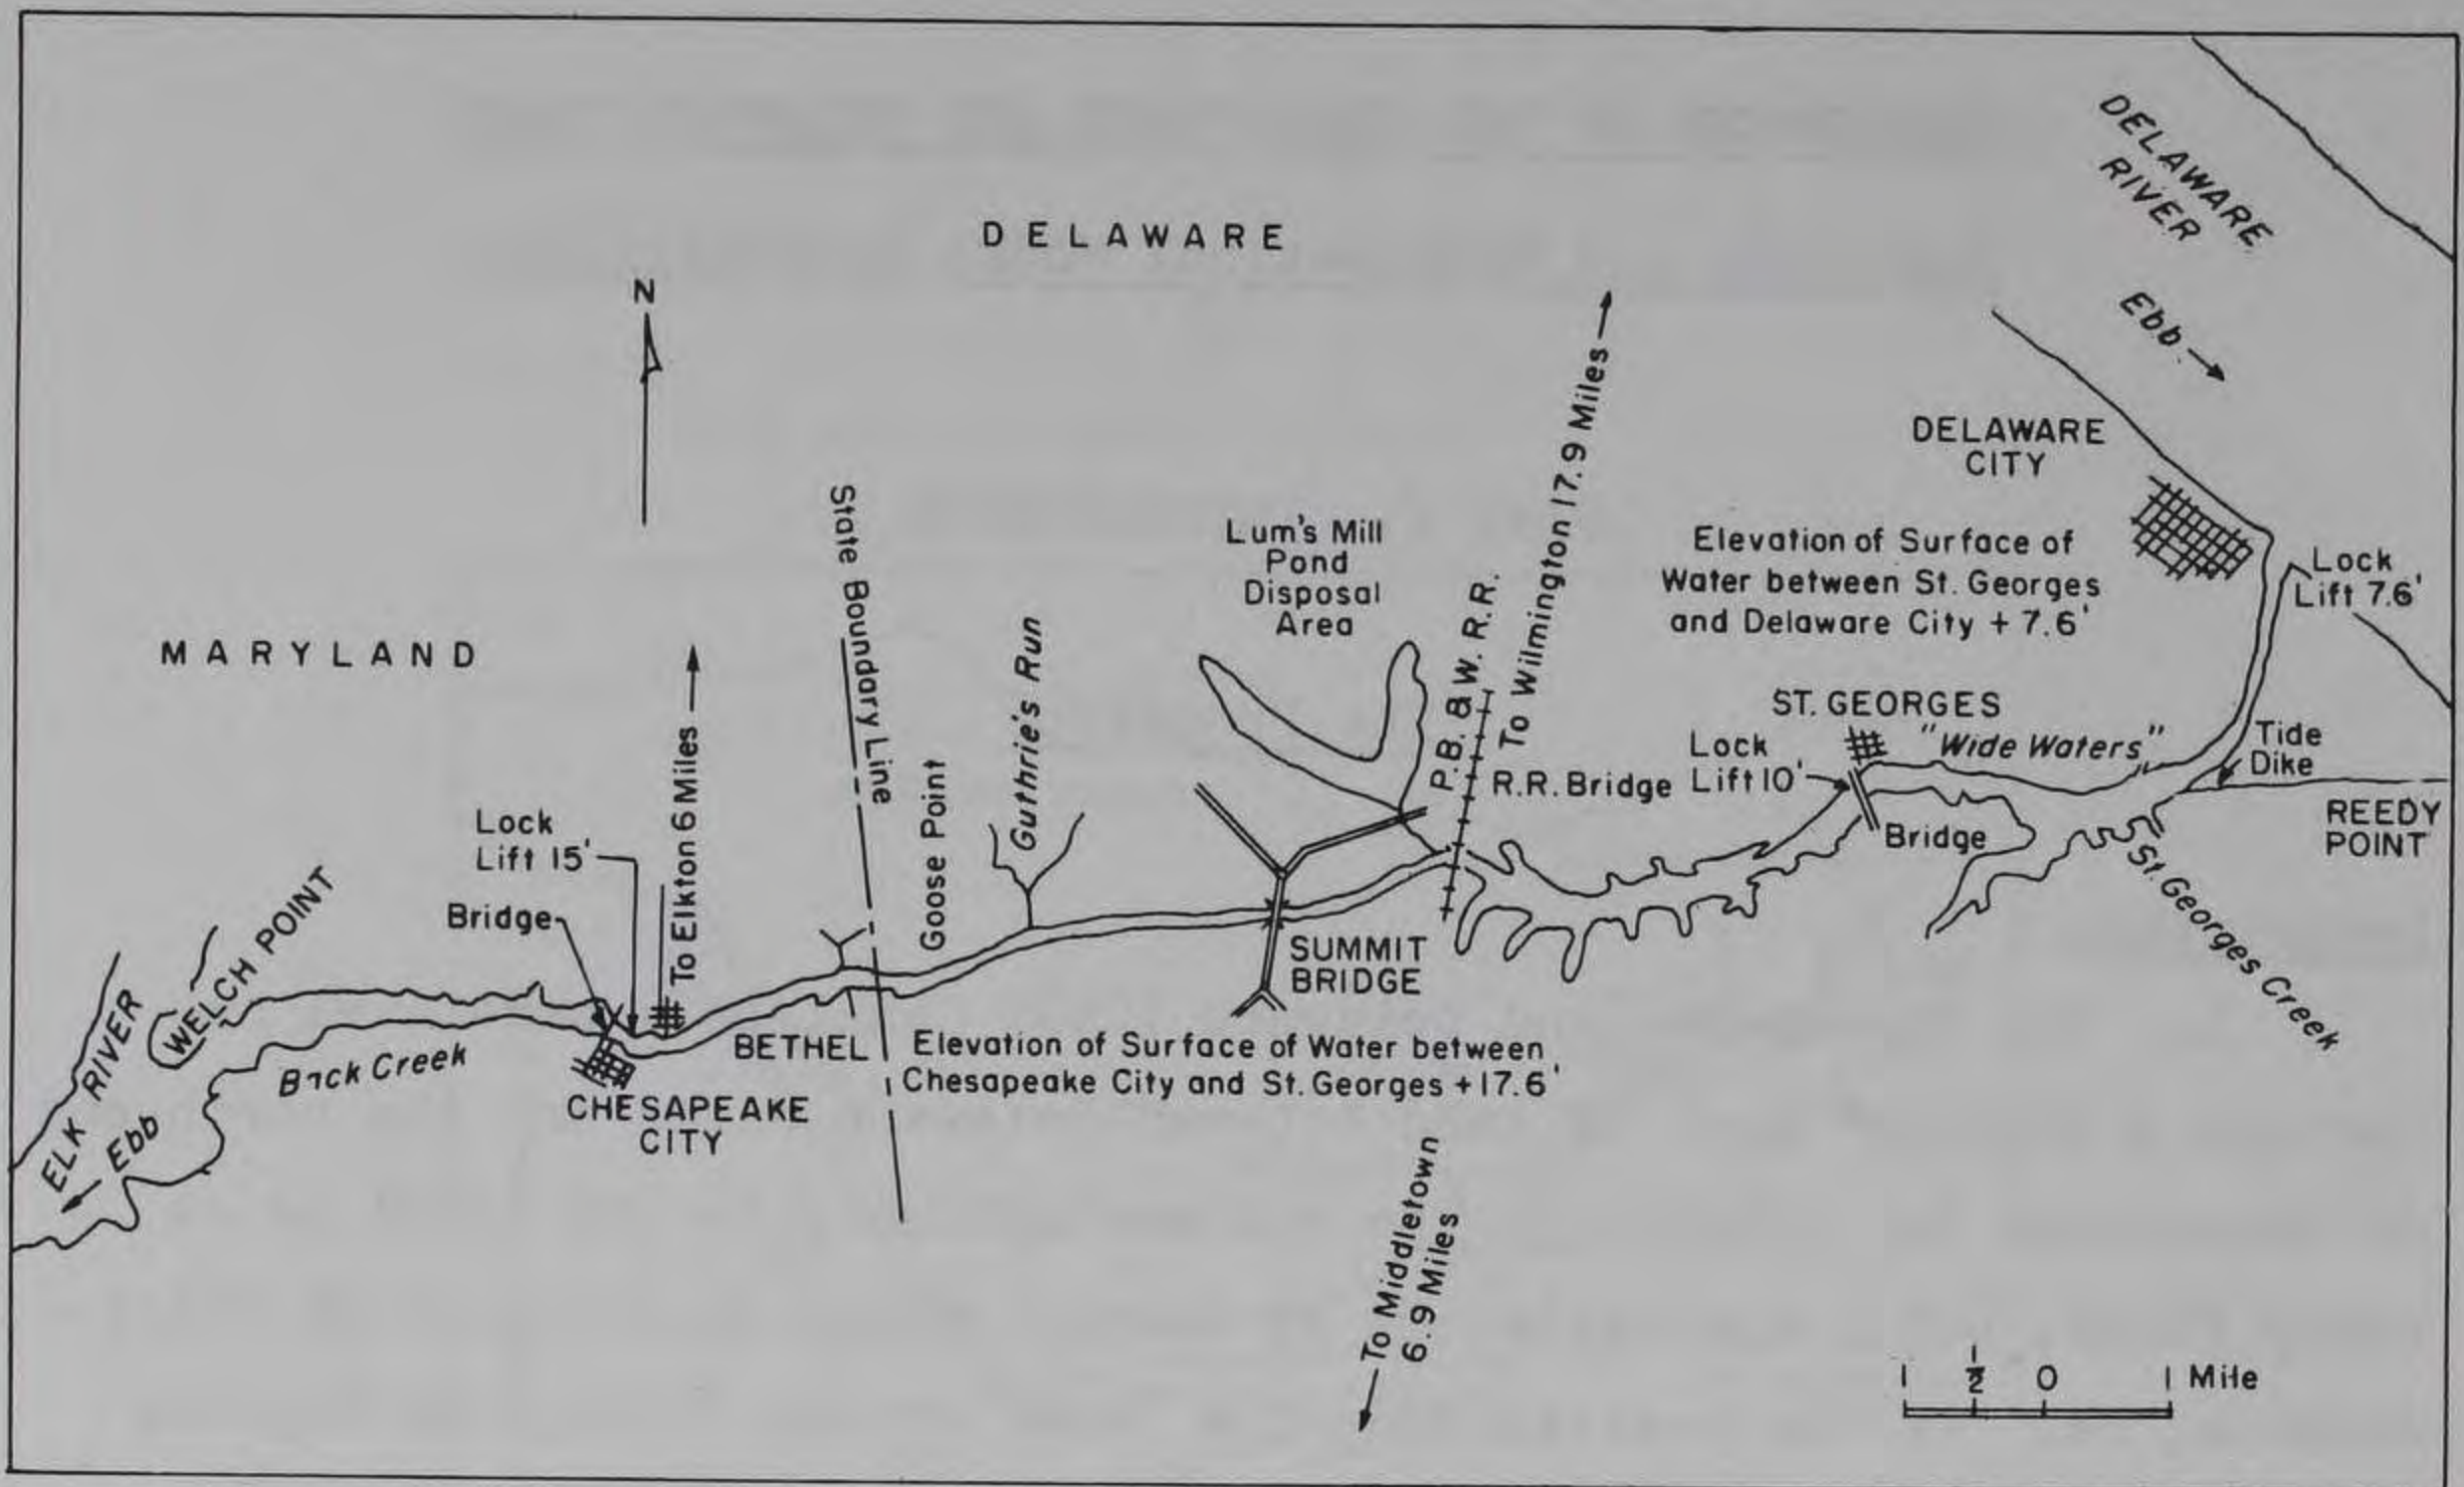 DELAWARE
RIVER
DELAWARE
N
Ebb
To Wilmington 17.9 Miles
DELAWARE
CITY
State Boundary Line
Lum's Mill
Pond
Disposal
Area
Elevation of Surface of
Water between St. Georges
and Delaware City + 7.6'
Lock
Lift 7.6'
P.B. & W. R.R.
MARYLAND
Guthrie's Run
To Elkton 6 Miles
Goose Point
ST. GEORGES
"Wide Waters"
Lock
Lift 10'
R.R. Bridge
Tide
Dike
REEDY
POINT
Bridge
Lock
Lift 15'
Bridge
WELCH POINT
St. Georges Creek
SUMMIT
BRIDGE
ELK RIVER
Ebb
Back Creek
BETHEL
Elevation of Surface of Water between
Chesapeake City and St. Georges + 17.6'
CHESAPEAKE
CITY
To Middletown
6.9 Miles
1 1/2 0 1 Mile